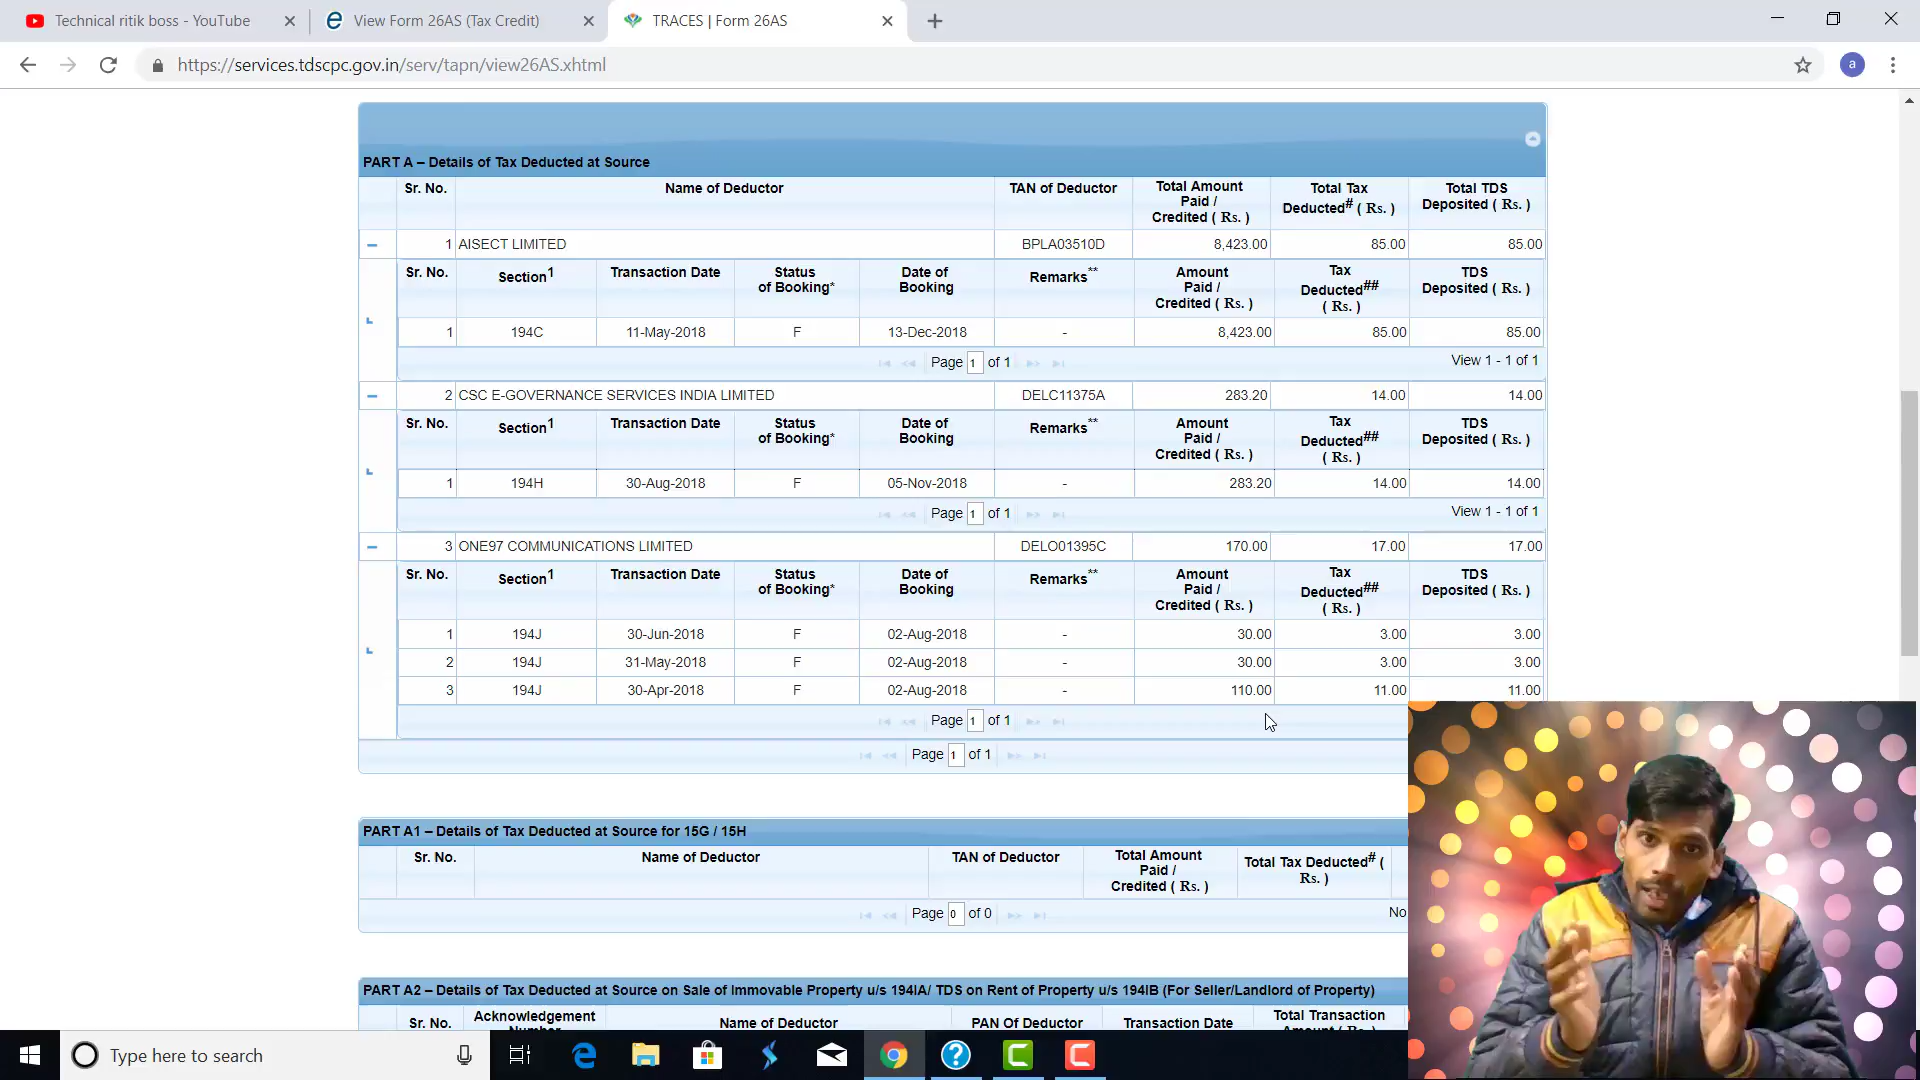 Technical ritik boss - YouTube
View Form 26AS (Tax Credit)
TRACES | Form 26AS
https://services.tdscpc.gov.in/serv/tapn/view26AS.xhtml
a
PART A – Details of Tax Deducted at Source
Sr. No. Name of Deductor TAN of Deductor Total Amount Paid / Credited ( Rs. ) Total Tax Deducted# ( Rs. ) Total TDS Deposited ( Rs. )
1 AISECT LIMITED BPLA03510D 8,423.00 85.00 85.00
Sr. No. Section1 Transaction Date Status of Booking* Date of Booking Remarks** Amount Paid / Credited ( Rs. ) Tax Deducted## ( Rs. ) TDS Deposited ( Rs. )
1 194C 11-May-2018 F 13-Dec-2018 - 8,423.00 85.00 85.00
Page 1 of 1 View 1 - 1 of 1
2 CSC E-GOVERNANCE SERVICES INDIA LIMITED DELC11375A 283.20 14.00 14.00
Sr. No. Section1 Transaction Date Status of Booking* Date of Booking Remarks** Amount Paid / Credited ( Rs. ) Tax Deducted## ( Rs. ) TDS Deposited ( Rs. )
1 194H 30-Aug-2018 F 05-Nov-2018 - 283.20 14.00 14.00
Page 1 of 1 View 1 - 1 of 1
3 ONE97 COMMUNICATIONS LIMITED DELO01395C 170.00 17.00 17.00
Sr. No. Section1 Transaction Date Status of Booking* Date of Booking Remarks** Amount Paid / Credited ( Rs. ) Tax Deducted## ( Rs. ) TDS Deposited ( Rs. )
1 194J 30-Jun-2018 F 02-Aug-2018 - 30.00 3.00 3.00
2 194J 31-May-2018 F 02-Aug-2018 - 30.00 3.00 3.00
3 194J 30-Apr-2018 F 02-Aug-2018 - 110.00 11.00 11.00
Page 1 of 1
Page 1 of 1
PART A1 – Details of Tax Deducted at Source for 15G / 15H
Sr. No. Name of Deductor TAN of Deductor Total Amount Paid / Credited ( Rs. ) Total Tax Deducted# ( Rs. )
Page 0 of 0 No
PART A2 – Details of Tax Deducted at Source on Sale of Immovable Property u/s 194IA/ TDS on Rent of Property u/s 194IB (For Seller/Landlord of Property)
Sr. No. Acknowledgement Number Name of Deductor PAN Of Deductor Transaction Date Total Transaction Amount ( Rs. )
Type here to search